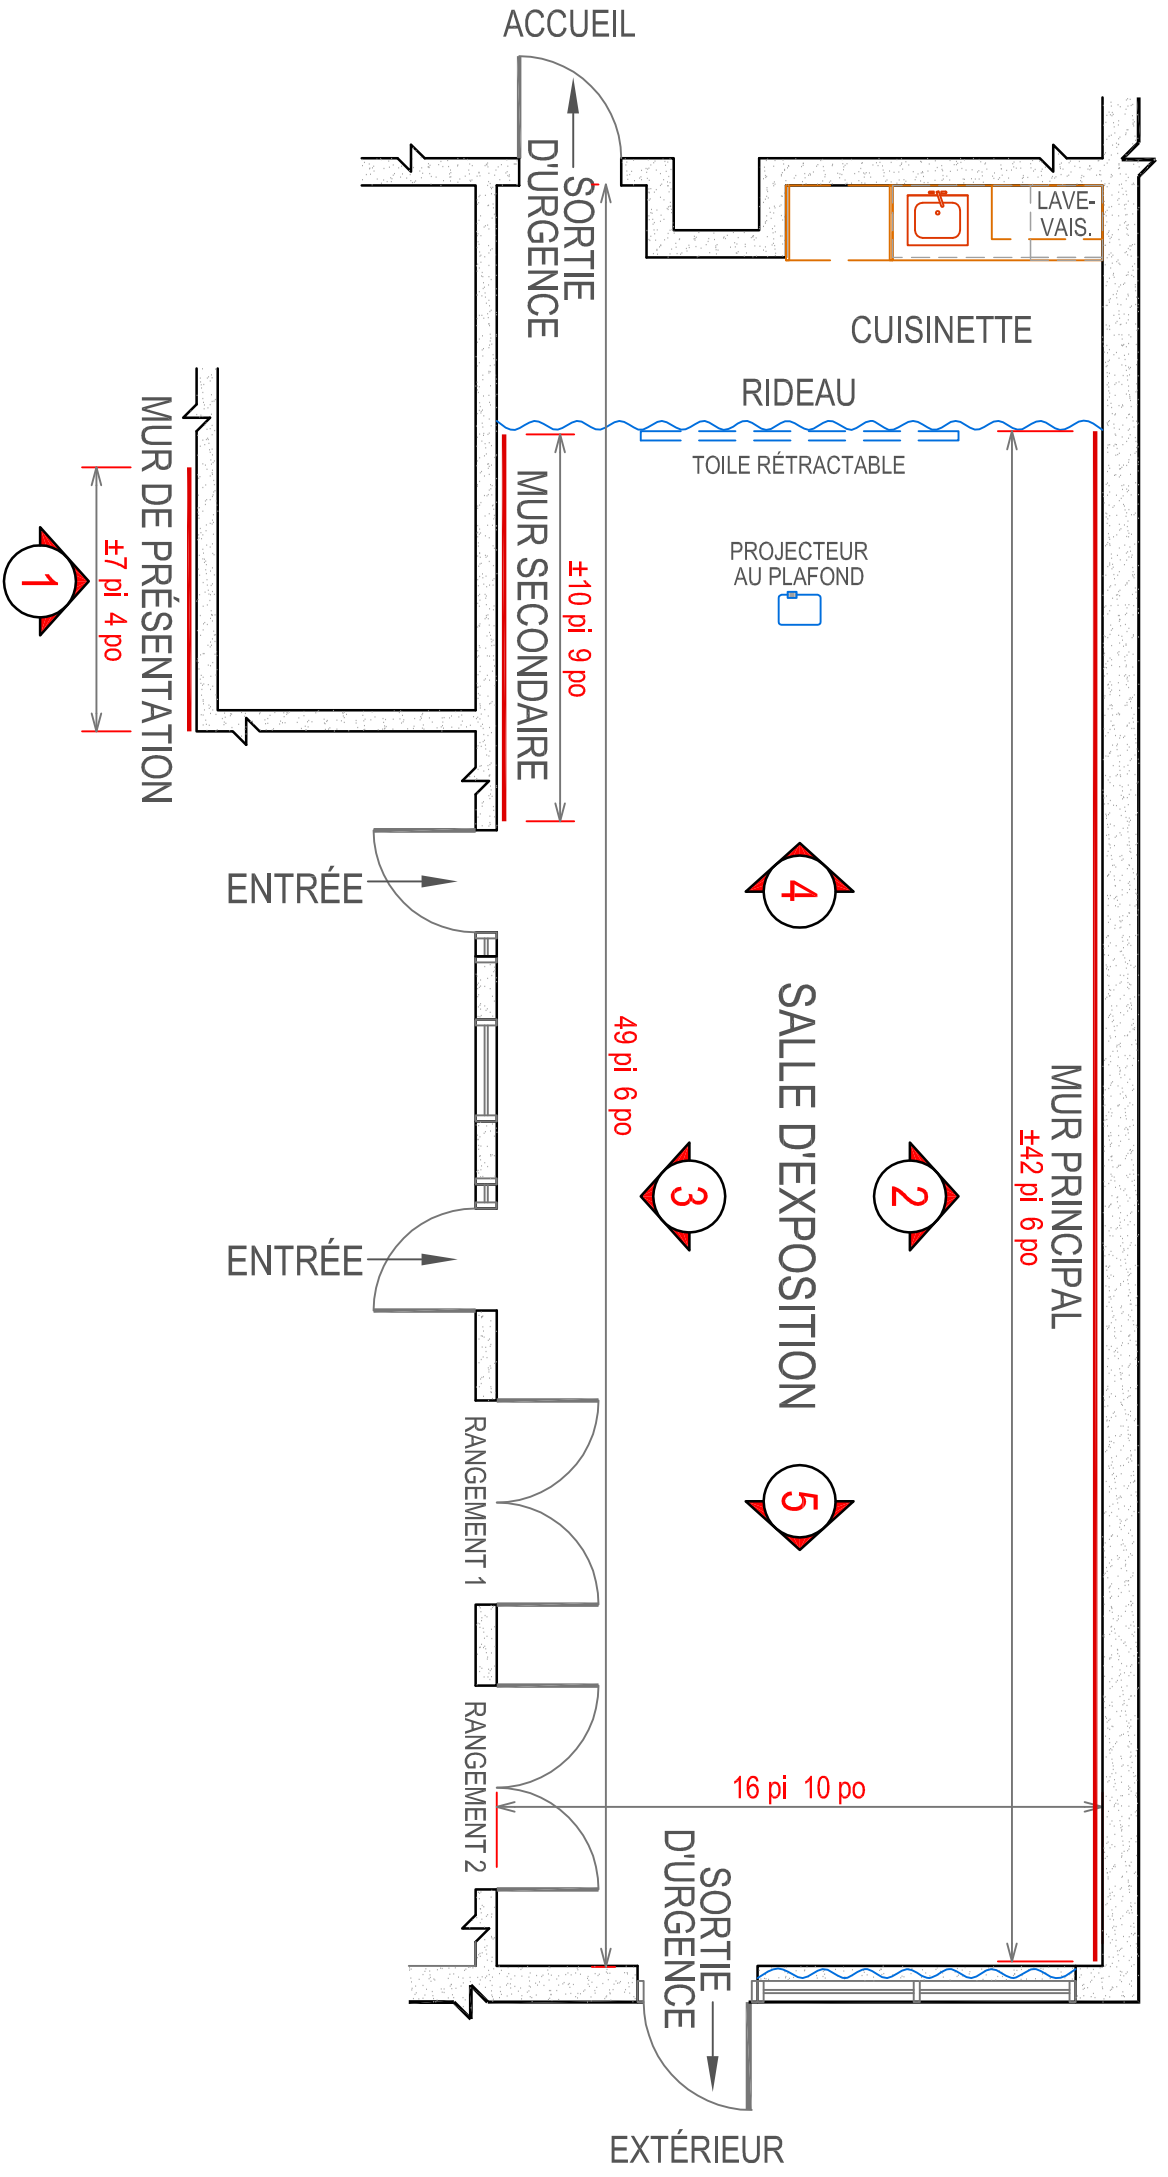 ACCUEIL
SORTIE
D'URGENCE
LAVE-
VAIS.
CUISINETTE
RIDEAU
TOILE RÉTRACTABLE
PROJECTEUR
AU PLAFOND
MUR DE PRÉSENTATION
±7 pi 4 po
1
MUR SECONDAIRE
±10 pi 9 po
4
ENTRÉE
SALLE D'EXPOSITION
49 pi 6 po
MUR PRINCIPAL
±42 pi 6 po
3
2
ENTRÉE
5
RANGEMENT 1
RANGEMENT 2
16 pi 10 po
SORTIE
D'URGENCE
EXTÉRIEUR